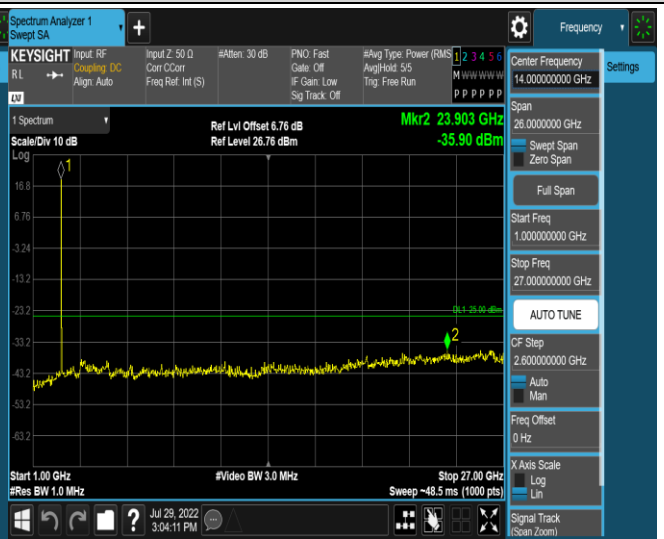 Spectrum Analyzer 1
Swept SA
+
Frequency
KEYSIGHT
R L
Input: RF
Coupling: DC
Align: Auto
Input Z: 50 Ω
Corr CCorr
Freq Ref: Int (S)
#Atten: 30 dB
PNO: Fast
Gate: Off
IF Gain: Low
Sig Track: Off
#Avg Type: Power (RMS
Avg|Hold: 5/5
Trig: Free Run
1 2 3 4 5 6
M W W W W W
P P P P P P
LXI
1 Spectrum
Scale/Div 10 dB
Log
Ref Lvl Offset 6.76 dB
Ref Level 26.76 dBm
Mkr2 23.903 GHz
-35.90 dBm
1
16.8
6.76
-3.24
-13.2
-23.2
DL1 -25.00 dBm
2
-33.2
-43.2
-53.2
-63.2
Start 1.00 GHz
#Res BW 1.0 MHz
#Video BW 3.0 MHz
Stop 27.00 GHz
Sweep ~48.5 ms (1000 pts)
?
Jul 29, 2022
3:04:11 PM
Center Frequency
14.000000000 GHz
Settings
Span
26.0000000 GHz
Swept Span
Zero Span
Full Span
Start Freq
1.000000000 GHz
Stop Freq
27.00000000 GHz
AUTO TUNE
CF Step
2.600000000 GHz
Auto
Man
Freq Offset
0 Hz
X Axis Scale
Log
Lin
Signal Track
(Span Zoom)